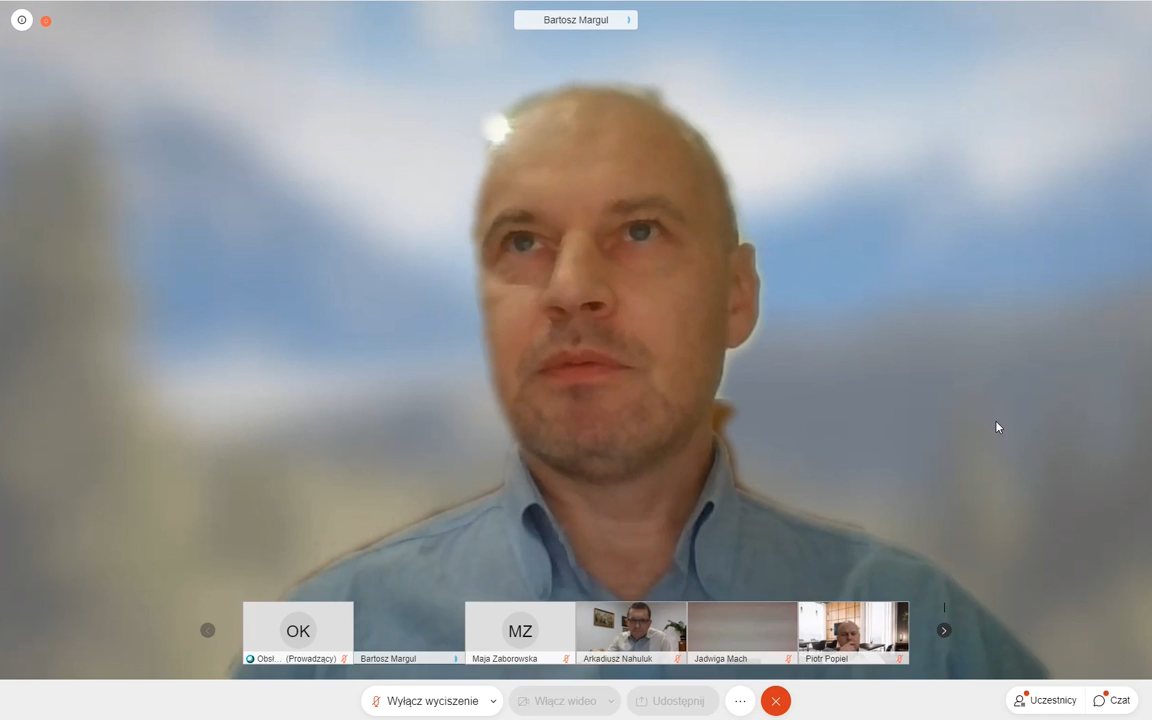 Bartosz Margul
OK
MZ
Obsł... (Prowadzący)
Bartosz Margul
Maja Zaborowska
Arkadiusz Nahuluk
Jadwiga Mach
Piotr Popiel
Wyłącz wyciszenie
Włącz wideo
Udostępnij
Uczestnicy
Czat